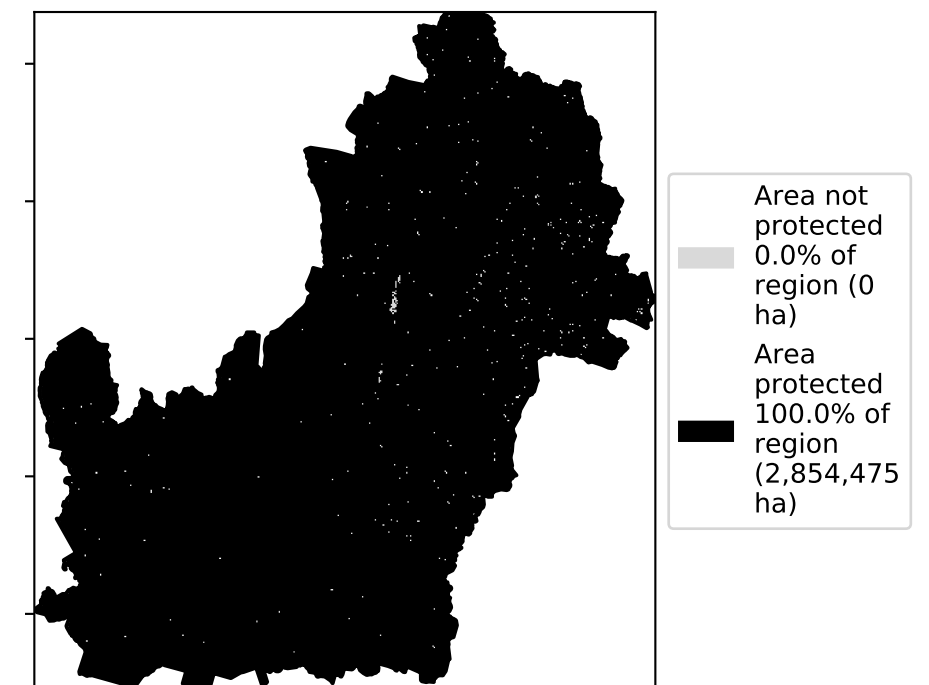 Area not
protected
0.0% of
region (0
ha)
Area
protected
100.0% of
region
(2,854,475
ha)